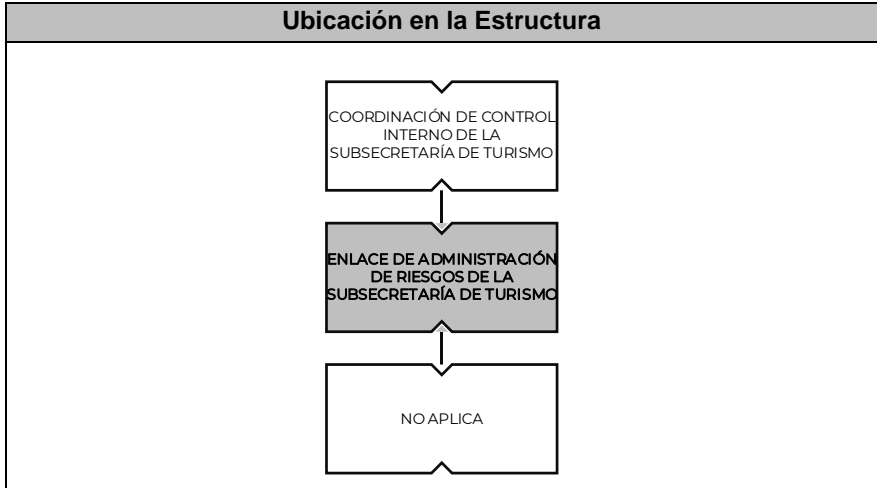 Ubicación en la Estructura
COORDINACIÓN DE CONTROL
INTERNO DE LA
SUBSECRETARÍA DE TURISMO
ENLACE DE ADMINISTRACIÓN
DE RIESGOS DE LA
SUBSECRETARÍA DE TURISMO
NO APLICA